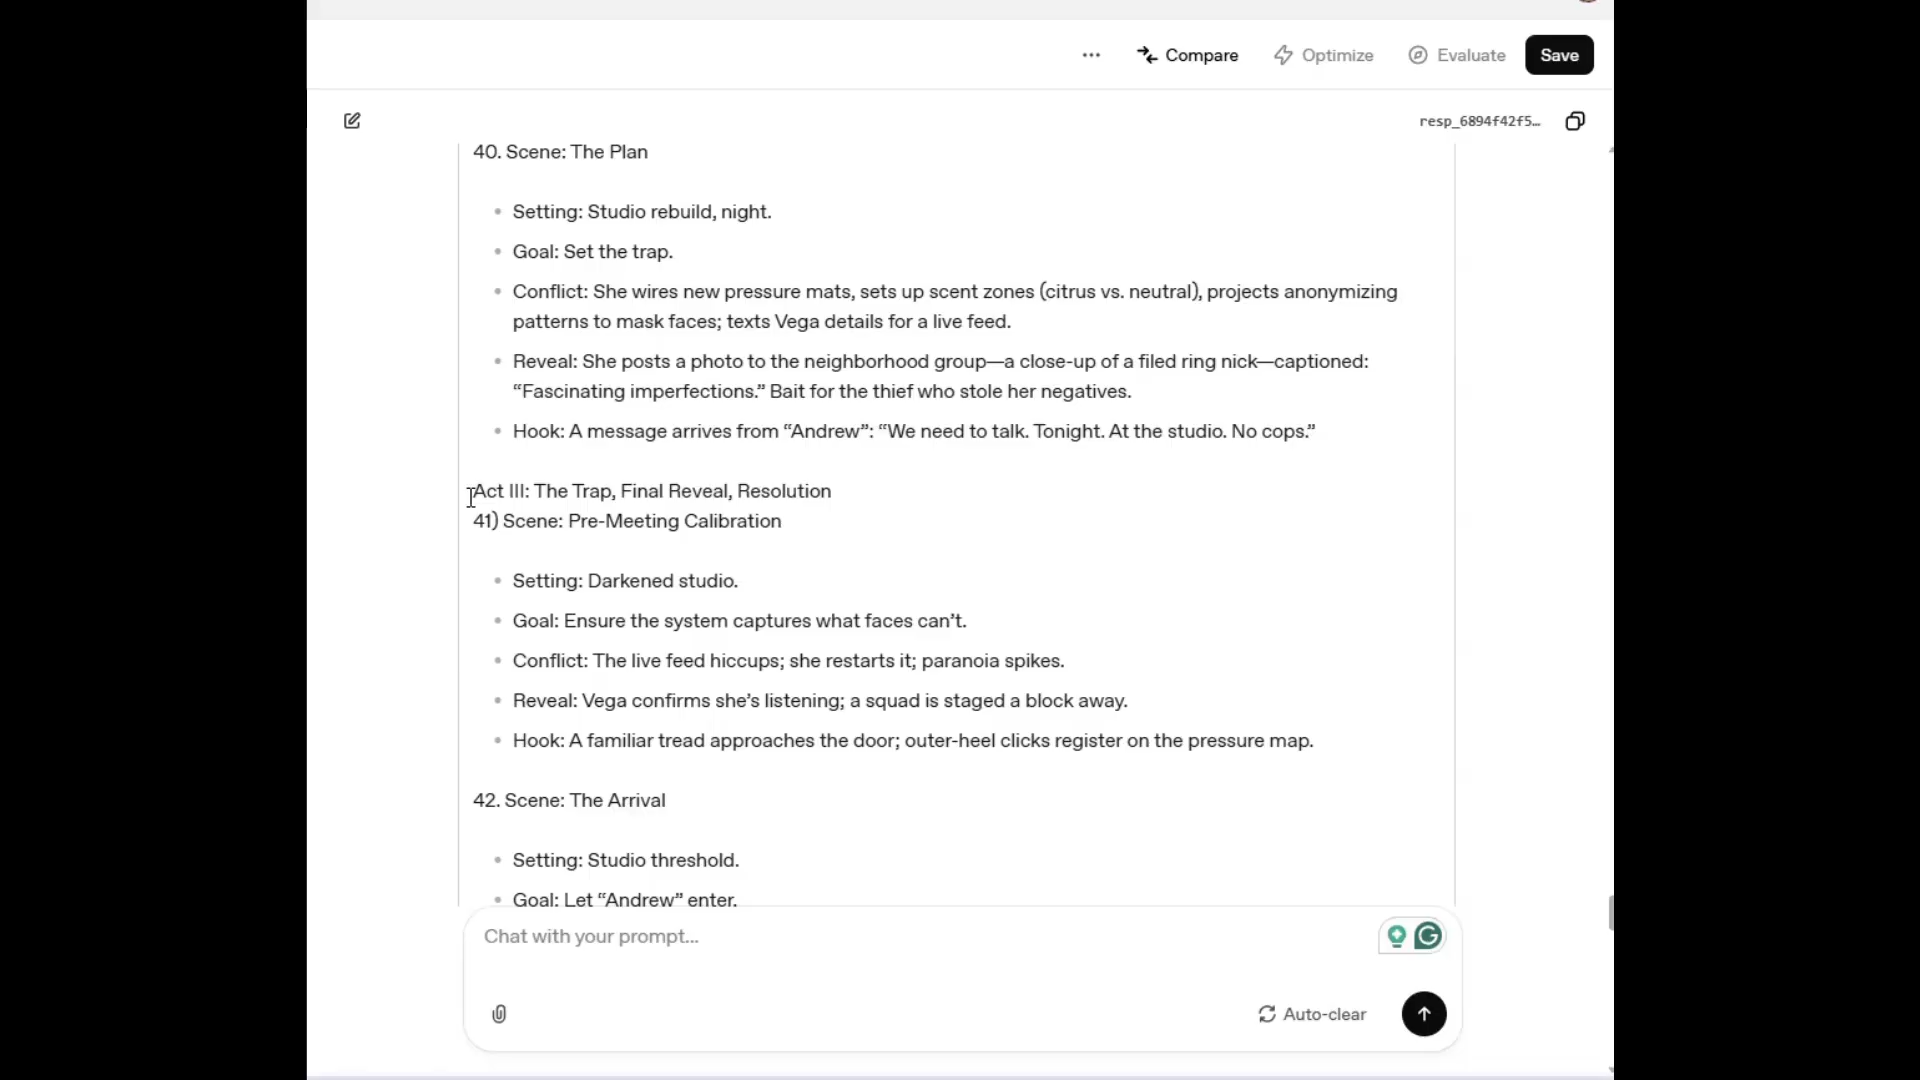 Compare
Optimize
Evaluate
Save
resp_6894f42f5…
40. Scene: The Plan
Setting: Studio rebuild, night.
Goal: Set the trap.
Conflict: She wires new pressure mats, sets up scent zones (citrus vs. neutral), projects anonymizing
patterns to mask faces; texts Vega details for a live feed.
Reveal: She posts a photo to the neighborhood group—a close-up of a filed ring nick—captioned:
“Fascinating imperfections.” Bait for the thief who stole her negatives.
Hook: A message arrives from “Andrew”: “We need to talk. Tonight. At the studio. No cops.”
Act III: The Trap, Final Reveal, Resolution
41) Scene: Pre-Meeting Calibration
Setting: Darkened studio.
Goal: Ensure the system captures what faces can’t.
Conflict: The live feed hiccups; she restarts it; paranoia spikes.
Reveal: Vega confirms she’s listening; a squad is staged a block away.
Hook: A familiar tread approaches the door; outer-heel clicks register on the pressure map.
42. Scene: The Arrival
Setting: Studio threshold.
Goal: Let “Andrew” enter.
Chat with your prompt...
Auto-clear